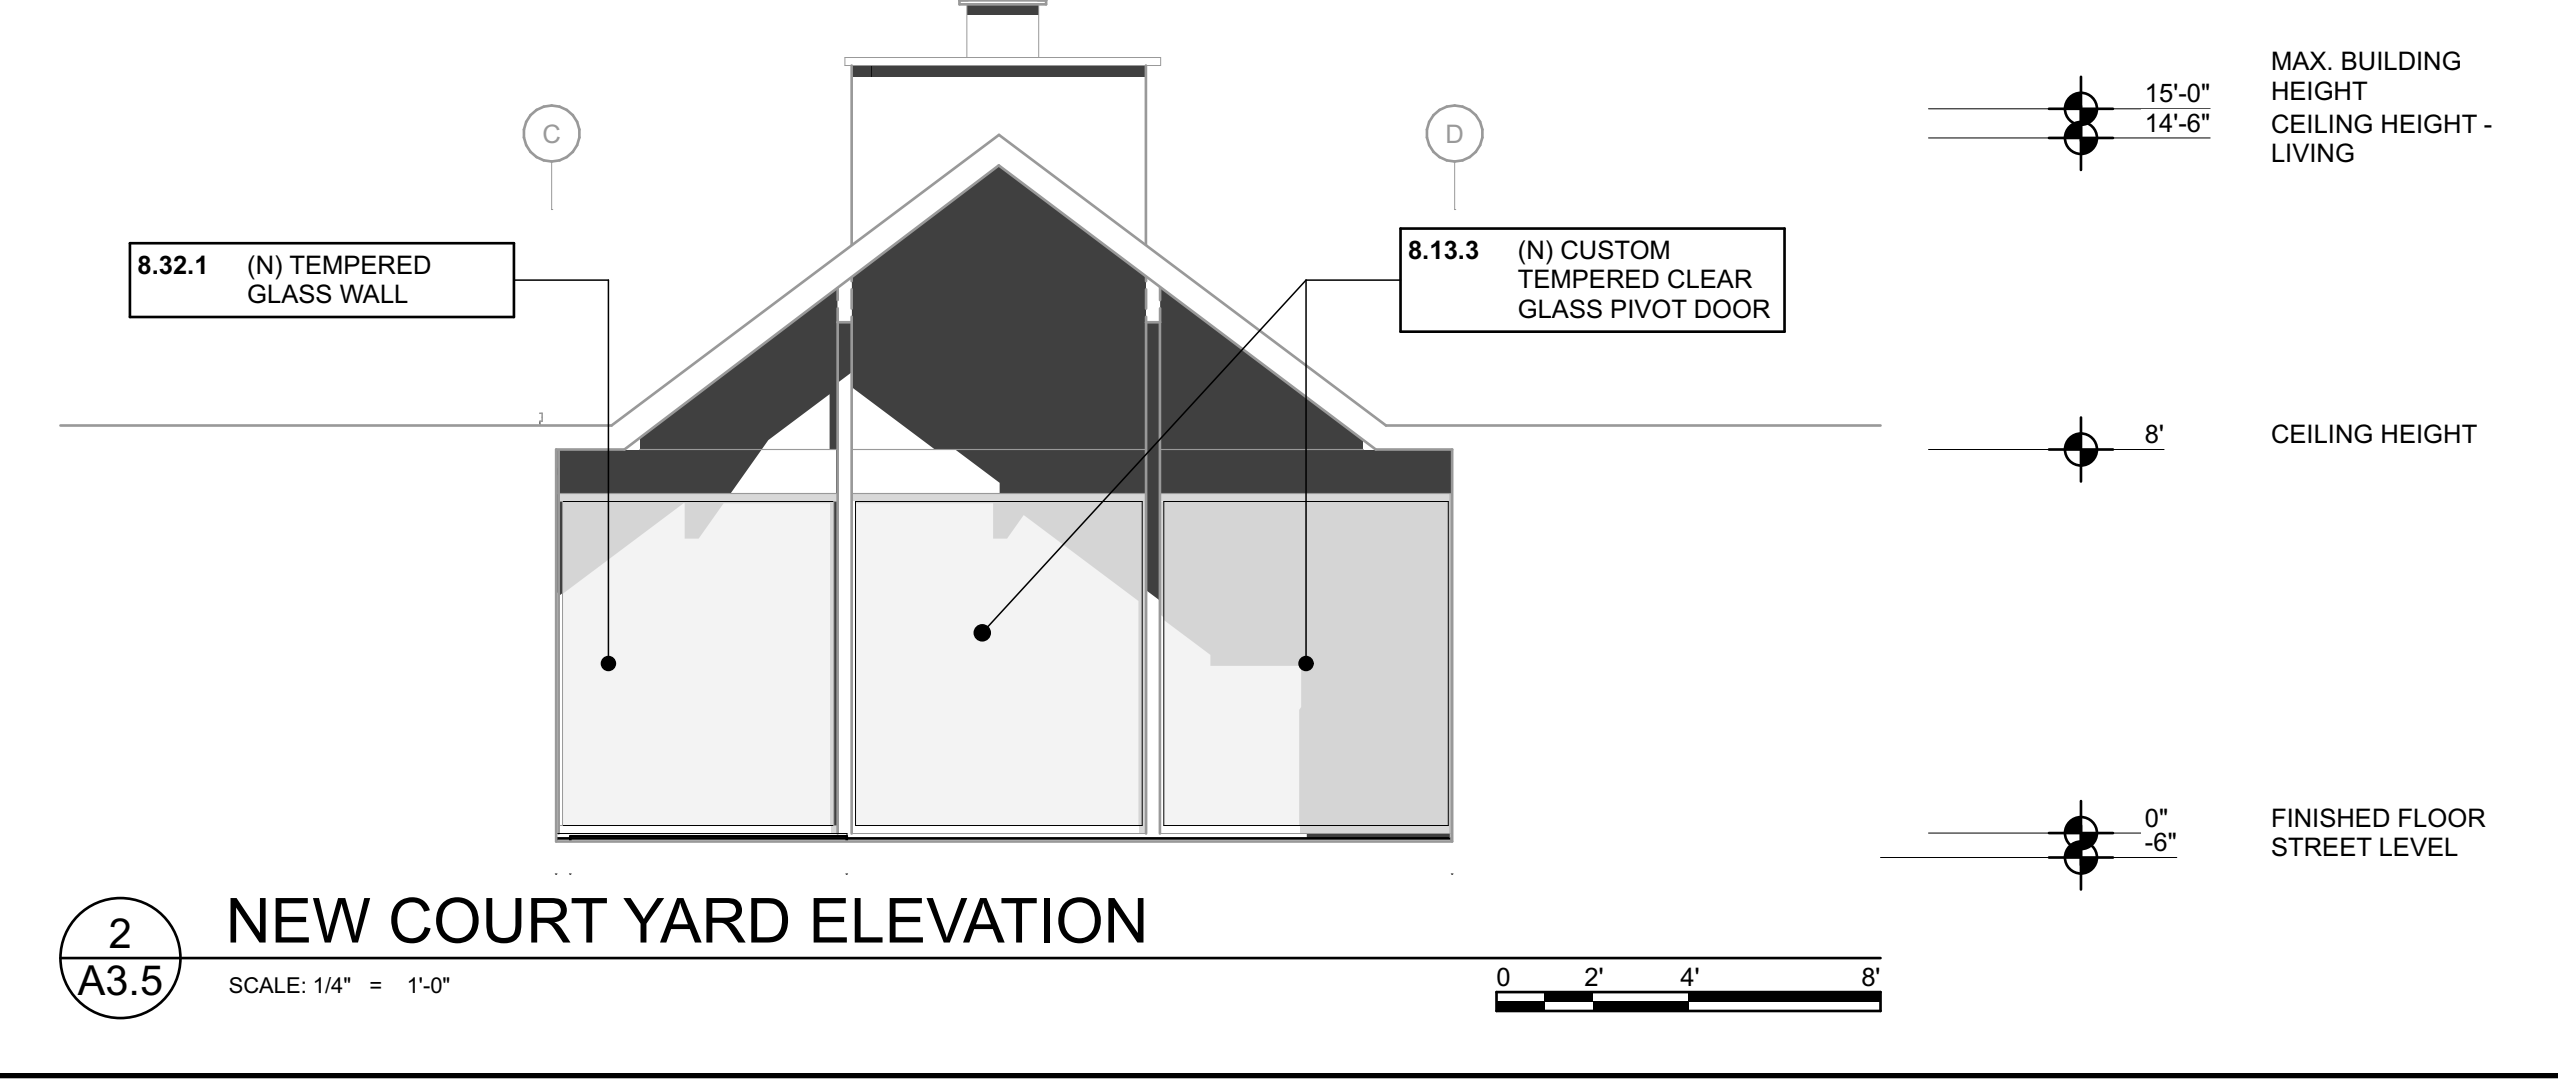 MAX. BUILDING
HEIGHT
15'-0"
14'-6"
CEILING HEIGHT -
LIVING
C
D
8.32.1 (N) TEMPERED
GLASS WALL
8.13.3 (N) CUSTOM
TEMPERED CLEAR
GLASS PIVOT DOOR
8'
CEILING HEIGHT
0"
FINISHED FLOOR
-6"
STREET LEVEL
2
A3.5
NEW COURT YARD ELEVATION
SCALE: 1/4" = 1'-0"
0 2' 4' 8'